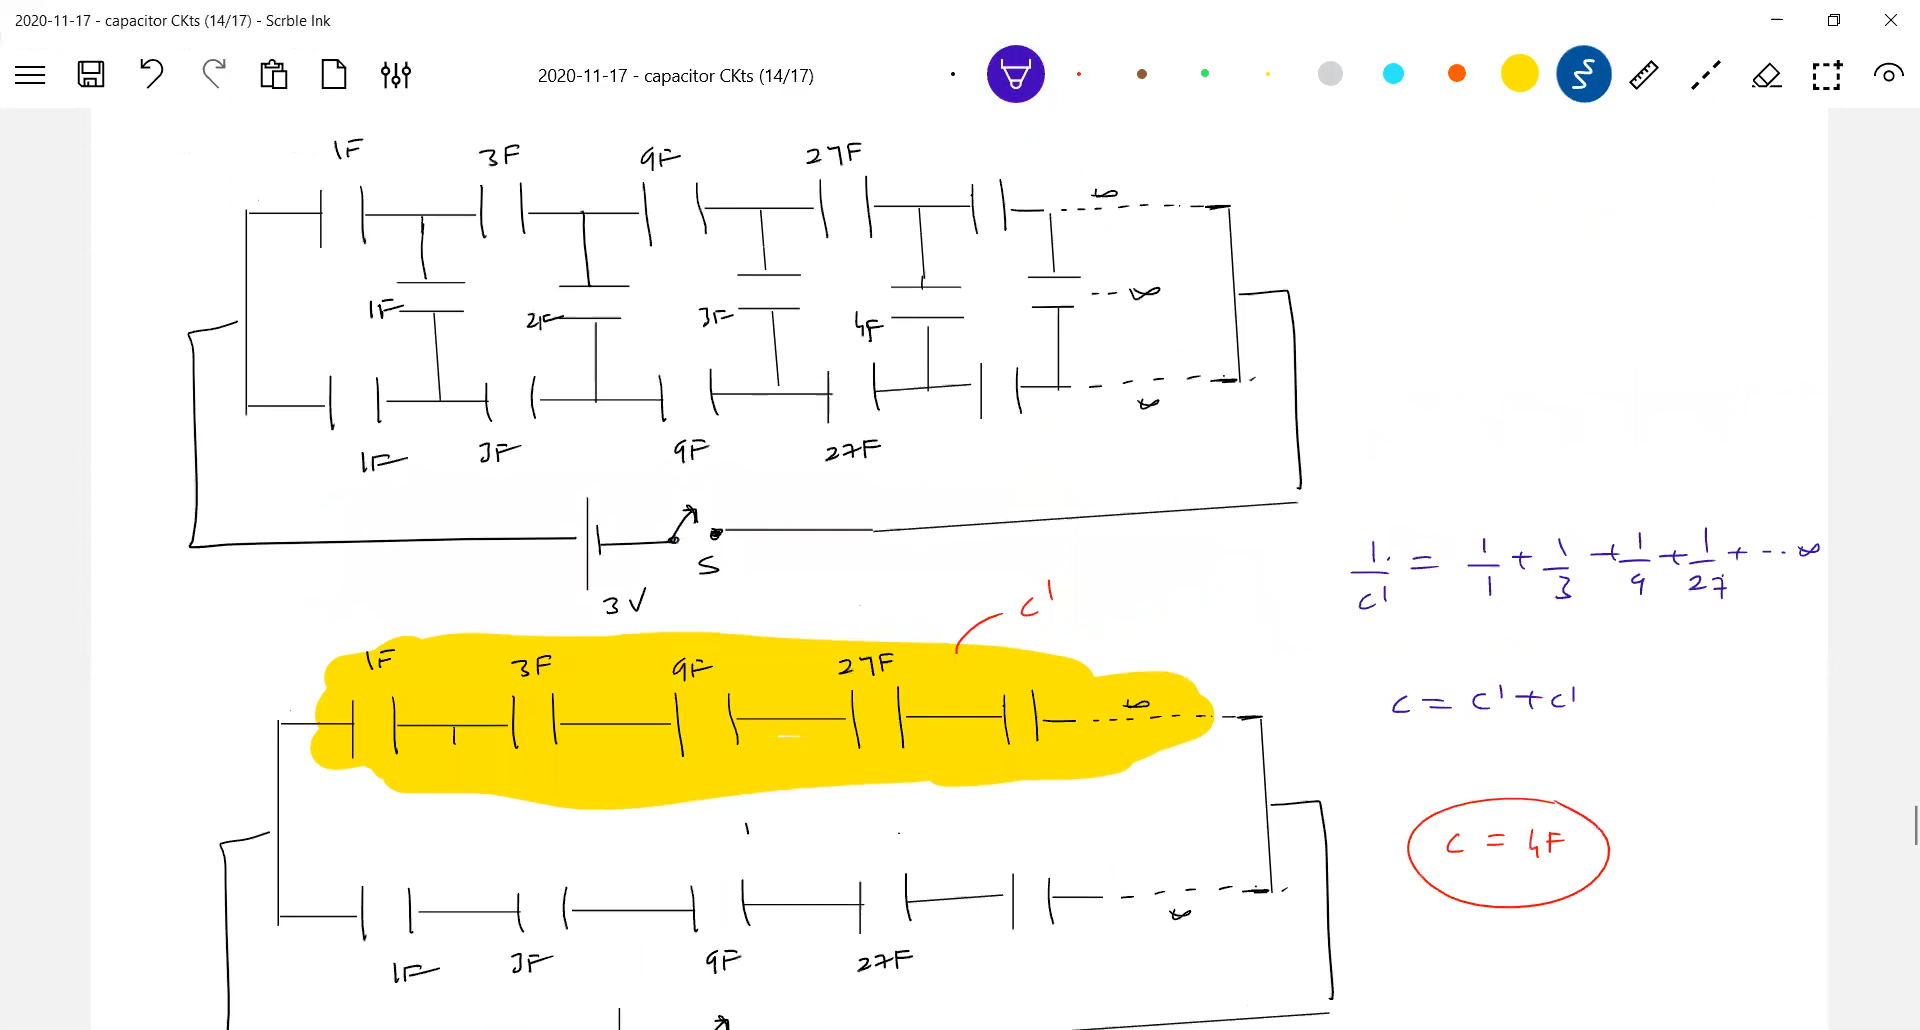 2020-11-17 - capacitor CKts (14/17) - Scrble Ink
2020-11-17 - capacitor CKts (14/17)
1F 3F 9F 27F ∞
1F 2F 3F 4F -- ∞
∞
1F 3F 9F 27F
S
3V
1/C' = 1/1 + 1/3 + 1/9 + 1/27 + -.. ∞
C'
1F 3F 9F 27F
∞
C = C' + C'
C = 4F
∞
1F 3F 9F 27F